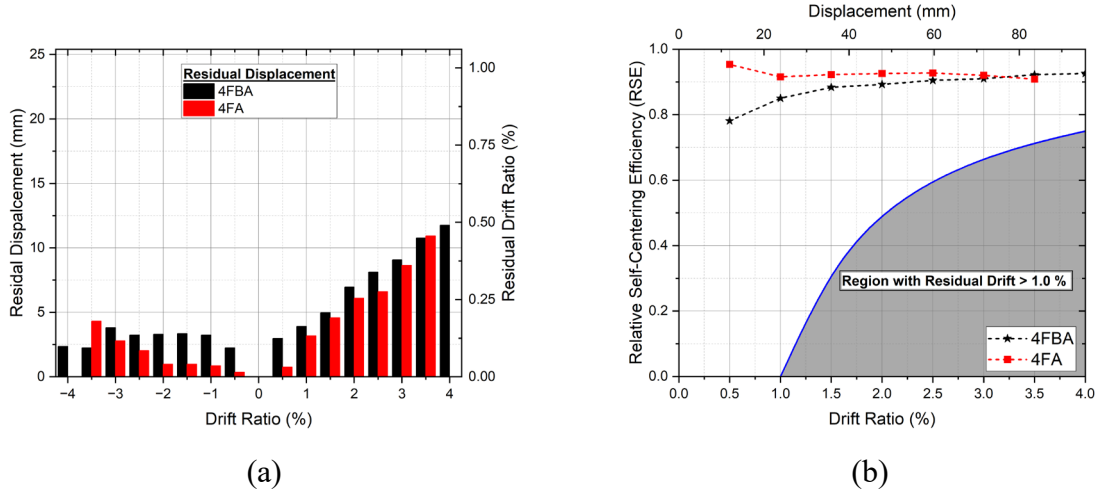 25
20
15
10
5
0
Residal Dispalcement (mm)
Residual Displacement
4FBA
4FA
1.00
0.75
0.50
0.25
0.00
Residual Drift Ratio (%)
−4 −3 −2 −1 0 1 2 3 4
Drift Ratio (%)
(a)
Displacement (mm)
0 20 40 60 80
1.0
0.8
0.6
0.4
0.2
0.0
Relative Self-Centering Efficiency (RSE)
Region with Residual Drift > 1.0 %
4FBA
4FA
0.0 0.5 1.0 1.5 2.0 2.5 3.0 3.5 4.0
Drift Ratio (%)
(b)